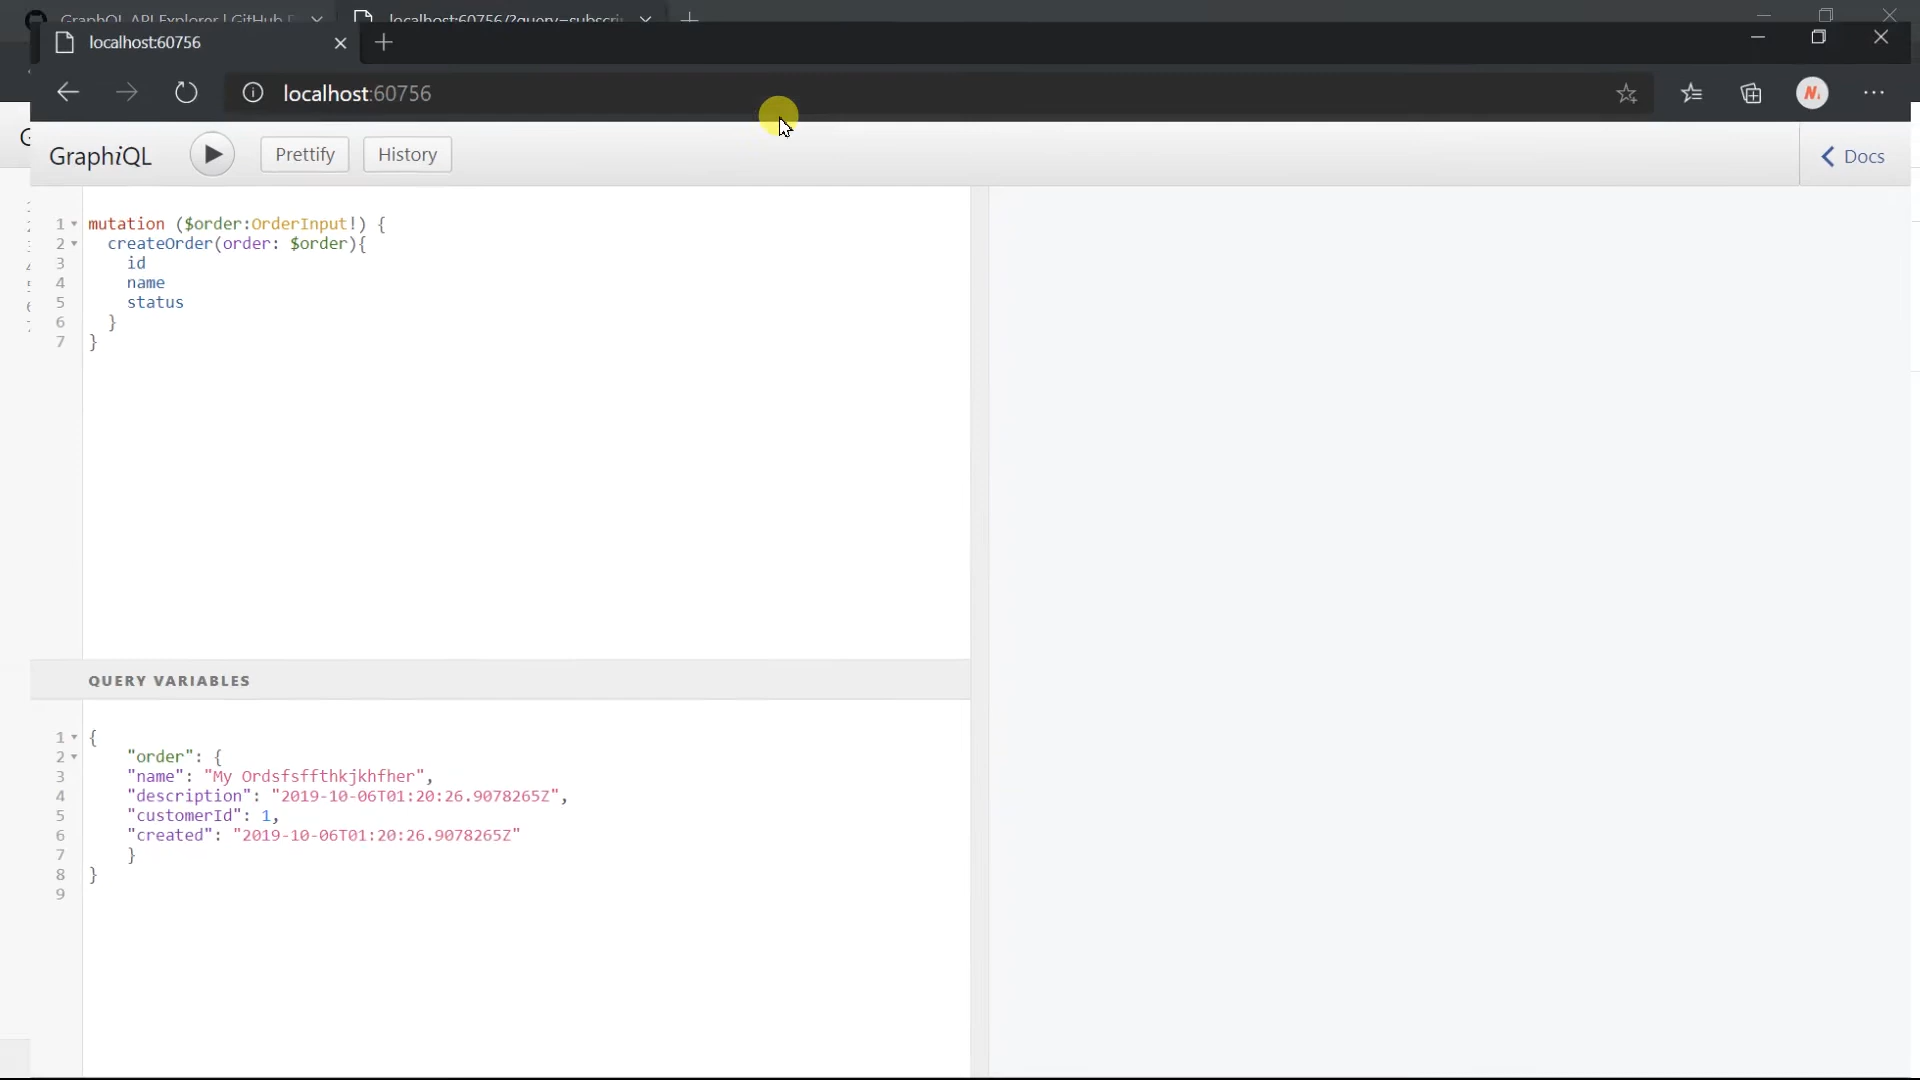 GraphQL API Explorer | GitHub
localhost:60756/?query=subscri
localhost:60756
localhost:60756
GraphiQL
Prettify
History
Docs
1 mutation ($order:OrderInput!) {
2 createOrder(order: $order){
3 id
4 name
5 status
6 }
7 }
QUERY VARIABLES
1 {
2 "order": {
3 "name": "My Ordsfsffthkjkhfher",
4 "description": "2019-10-06T01:20:26.9078265Z",
5 "customerId": 1,
6 "created": "2019-10-06T01:20:26.9078265Z"
7 }
8 }
9